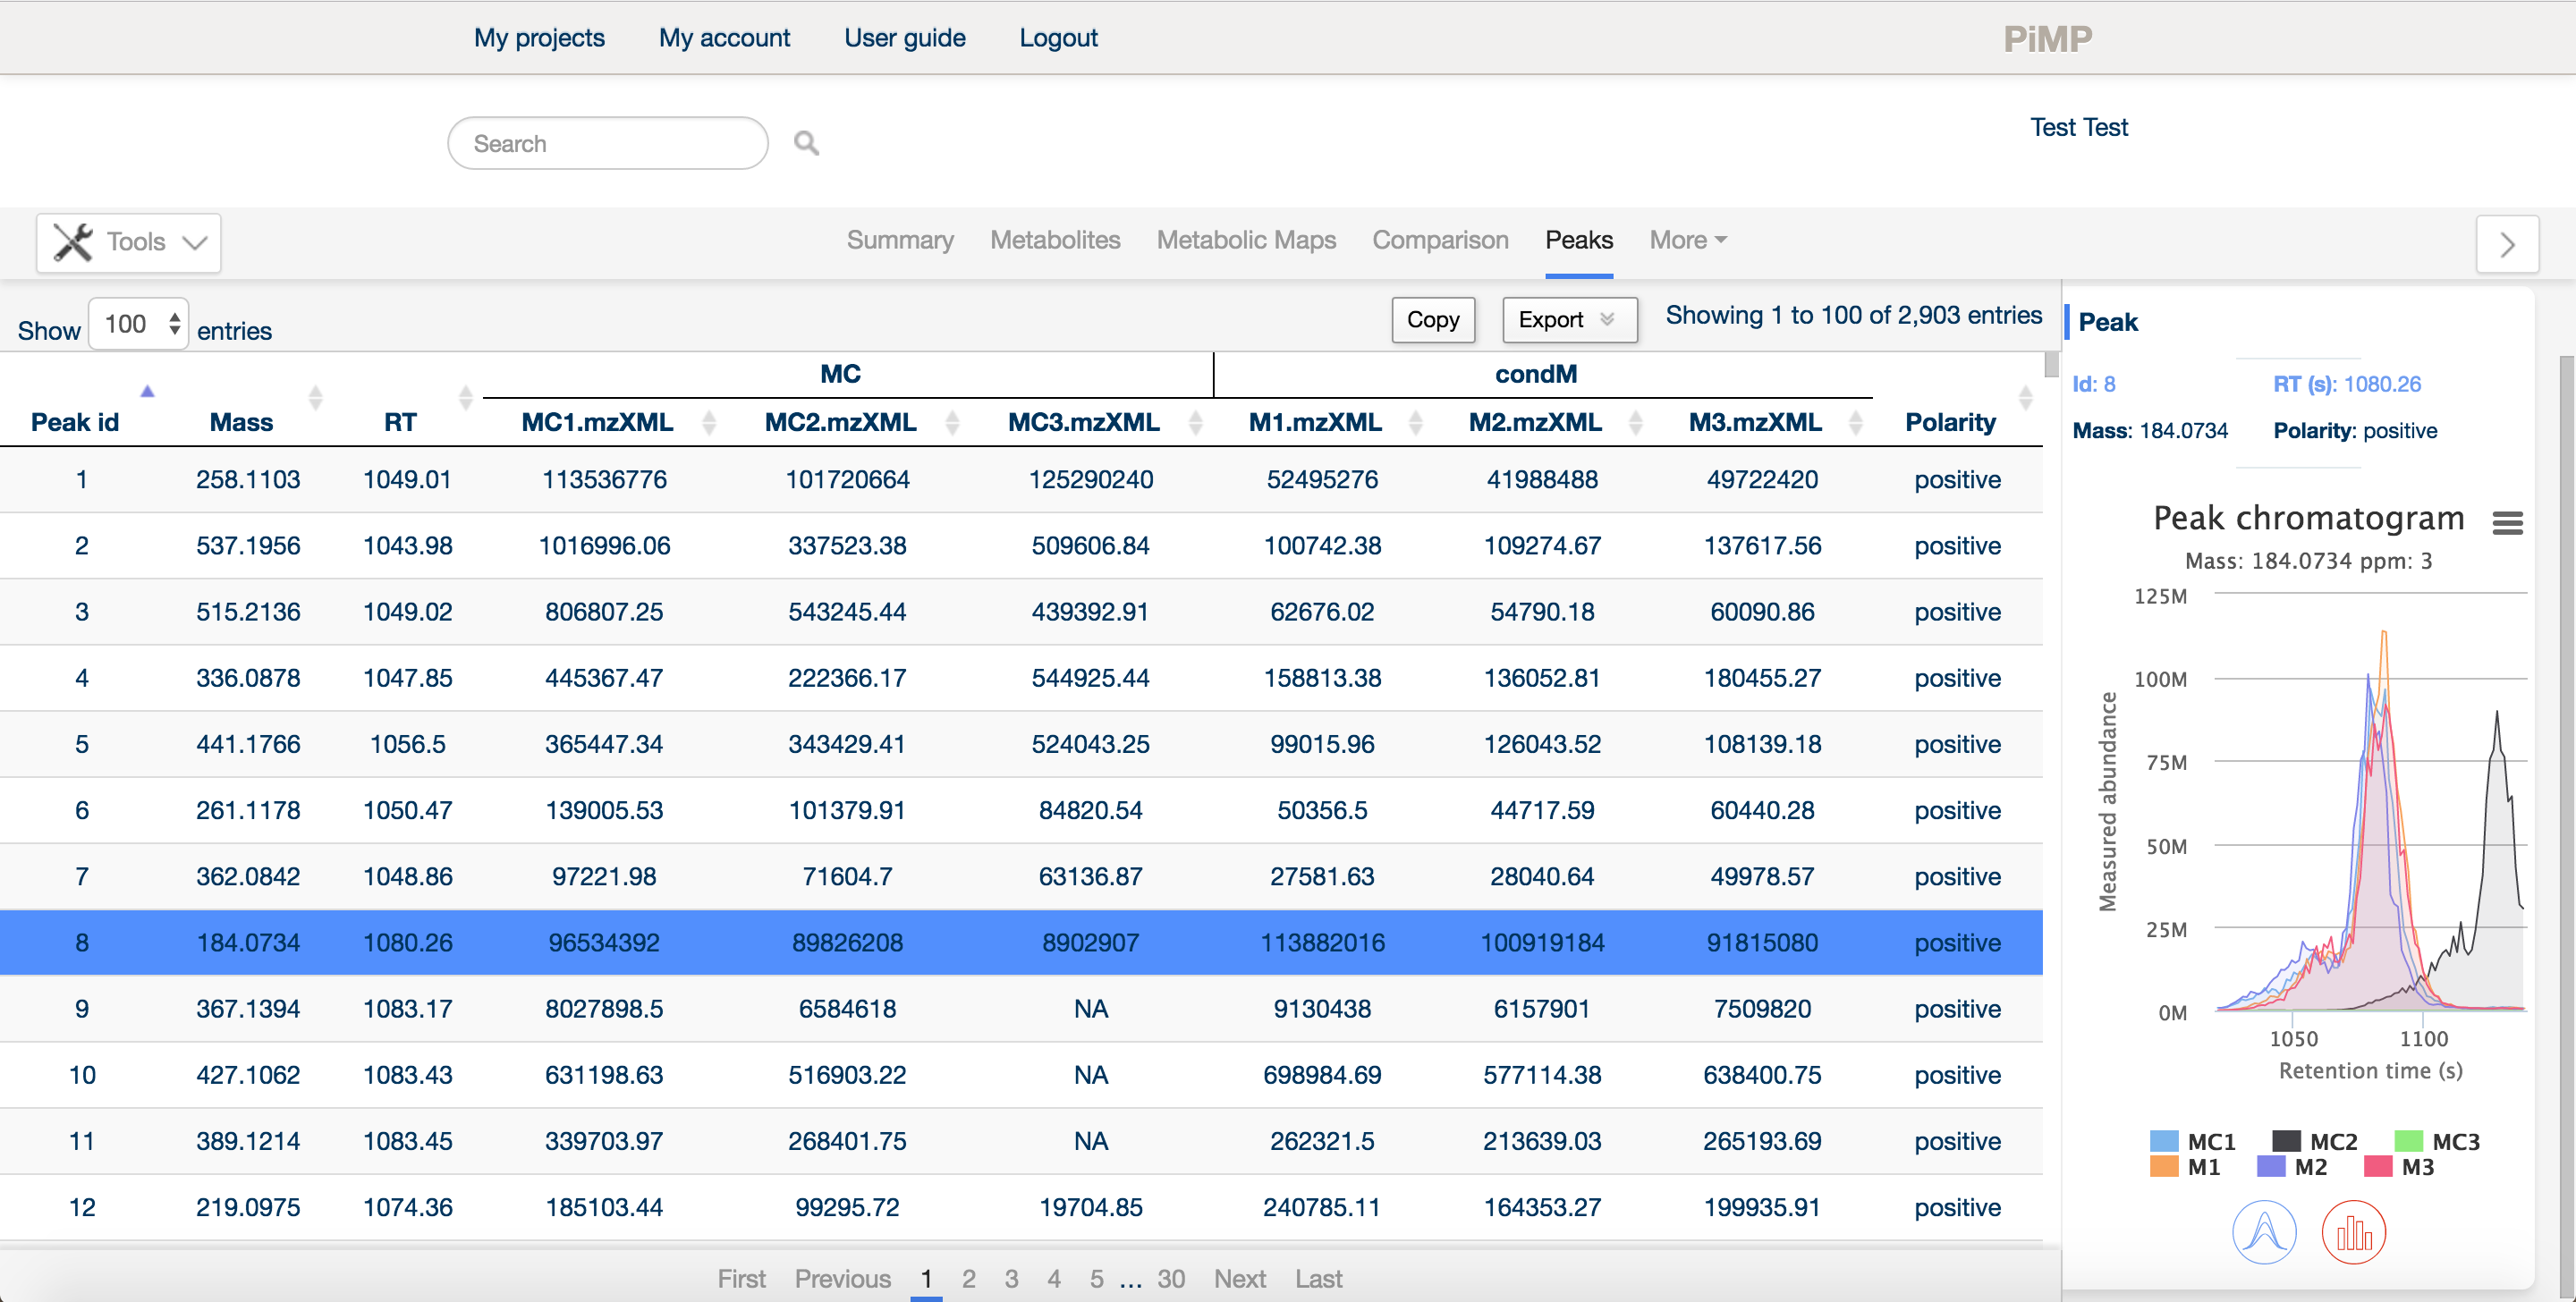 My projects My account User guide Logout PiMP
Search
Test Test
Tools Summary Metabolites Metabolic Maps Comparison Peaks More
Show 100 entries Copy Export Showing 1 to 100 of 2,903 entries
MC condM
Peak id Mass RT MC1.mzXML MC2.mzXML MC3.mzXML M1.mzXML M2.mzXML M3.mzXML Polarity
1 258.1103 1049.01 113536776 101720664 125290240 52495276 41988488 49722420 positive
2 537.1956 1043.98 1016996.06 337523.38 509606.84 100742.38 109274.67 137617.56 positive
3 515.2136 1049.02 806807.25 543245.44 439392.91 62676.02 54790.18 60090.86 positive
4 336.0878 1047.85 445367.47 222366.17 544925.44 158813.38 136052.81 180455.27 positive
5 441.1766 1056.5 365447.34 343429.41 524043.25 99015.96 126043.52 108139.18 positive
6 261.1178 1050.47 139005.53 101379.91 84820.54 50356.5 44717.59 60440.28 positive
7 362.0842 1048.86 97221.98 71604.7 63136.87 27581.63 28040.64 49978.57 positive
8 184.0734 1080.26 96534392 89826208 8902907 113882016 100919184 91815080 positive
9 367.1394 1083.17 8027898.5 6584618 NA 9130438 6157901 7509820 positive
10 427.1062 1083.43 631198.63 516903.22 NA 698984.69 577114.38 638400.75 positive
11 389.1214 1083.45 339703.97 268401.75 NA 262321.5 213639.03 265193.69 positive
12 219.0975 1074.36 185103.44 99295.72 19704.85 240785.11 164353.27 199935.91 positive
First Previous 1 2 3 4 5 ... 30 Next Last
Peak
Id: 8 RT (s): 1080.26
Mass: 184.0734 Polarity: positive
Peak chromatogram
Mass: 184.0734 ppm: 3
125M
100M
75M
50M
25M
0M
Measured abundance
1050 1100
Retention time (s)
MC1 MC2 MC3
M1 M2 M3